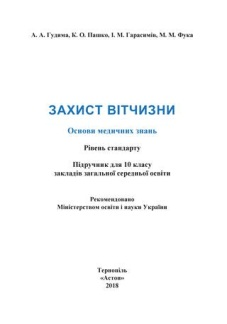 А. А. Гудима, К. О. Пашко, І. М. Гарасимів, М. М. Фука
ЗАХИСТ ВІТЧИЗНИ
Основи медичних знань
Рівень стандарту
Підручник для 10 класу
закладів загальної середньої освіти
Рекомендовано
Міністерством освіти і науки України
Тернопіль
«Астон»
2018